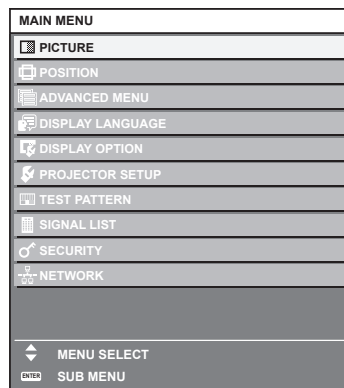 MAIN MENU
PICTURE
POSITION
ADVANCED MENU
DISPLAY LANGUAGE
DISPLAY OPTION
PROJECTOR SETUP
TEST PATTERN
SIGNAL LIST
SECURITY
NETWORK
MENU SELECT
ENTER SUB MENU